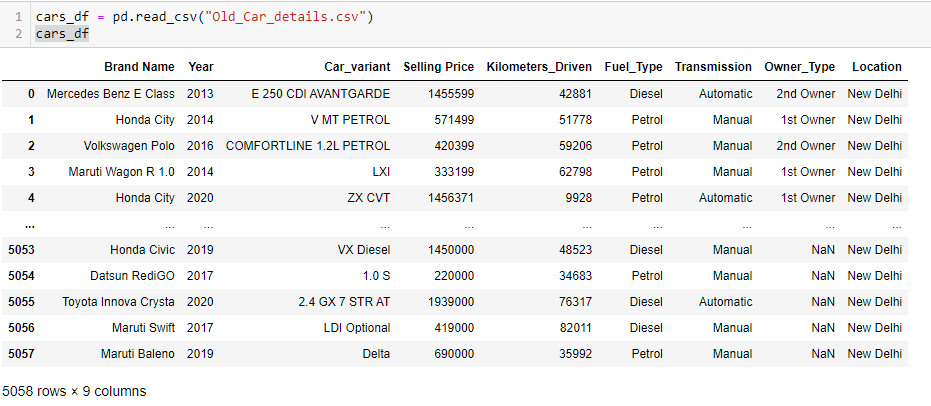 1 cars_df = pd.read_csv("Old_Car_details.csv")
2 cars_df
Brand Name Year Car_variant Selling Price Kilometers_Driven Fuel_Type Transmission Owner_Type Location
0 Mercedes Benz E Class 2013 E 250 CDI AVANTGARDE 1455599 42881 Diesel Automatic 2nd Owner New Delhi
1 Honda City 2014 V MT PETROL 571499 51778 Petrol Manual 1st Owner New Delhi
2 Volkswagen Polo 2016 COMFORTLINE 1.2L PETROL 420399 59206 Petrol Manual 2nd Owner New Delhi
3 Maruti Wagon R 1.0 2014 LXI 333199 62798 Petrol Manual 1st Owner New Delhi
4 Honda City 2020 ZX CVT 1456371 9928 Petrol Automatic 1st Owner New Delhi
... ... ... ... ... ... ... ... ... ...
5053 Honda Civic 2019 VX Diesel 1450000 48523 Diesel Manual NaN New Delhi
5054 Datsun RediGO 2017 1.0 S 220000 34683 Petrol Manual NaN New Delhi
5055 Toyota Innova Crysta 2020 2.4 GX 7 STR AT 1939000 76317 Diesel Automatic NaN New Delhi
5056 Maruti Swift 2017 LDI Optional 419000 82011 Diesel Manual NaN New Delhi
5057 Maruti Baleno 2019 Delta 690000 35992 Petrol Manual NaN New Delhi
5058 rows × 9 columns